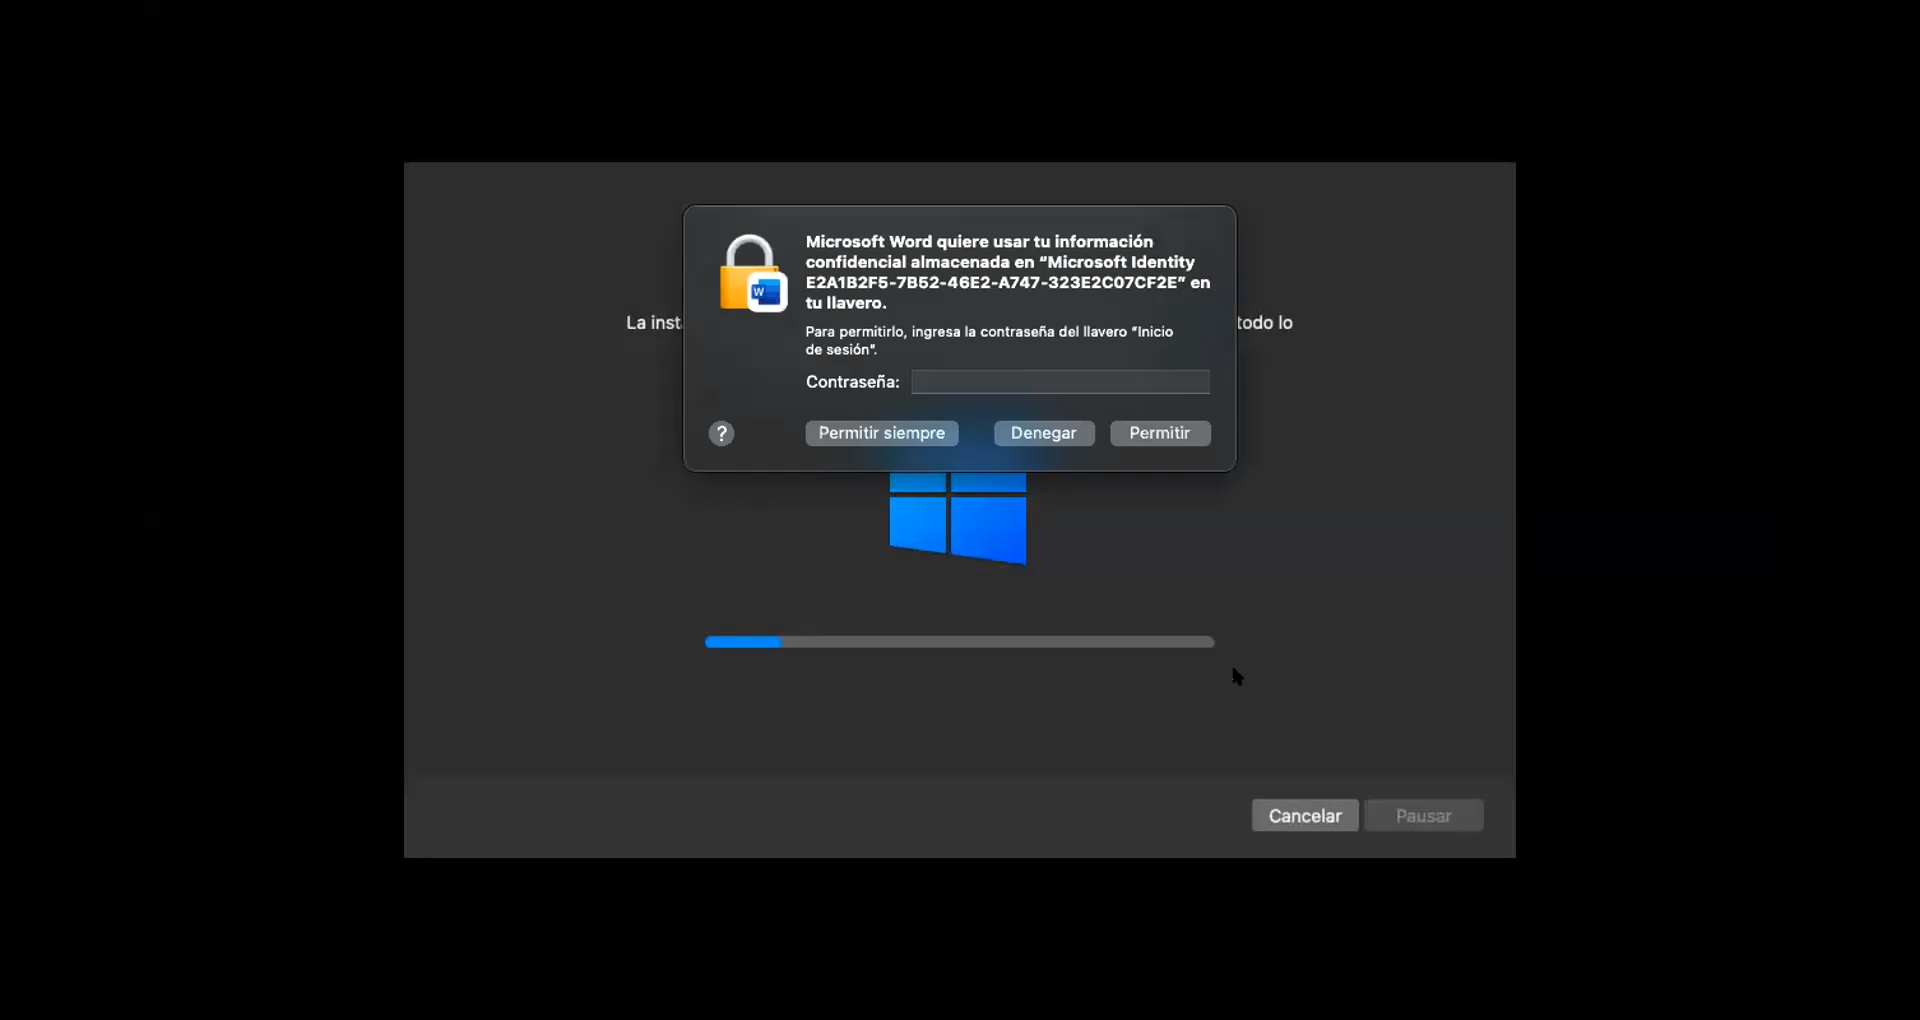 Microsoft Word quiere usar tu información
confidencial almacenada en “Microsoft Identity
E2A1B2F5-7B52-46E2-A747-323E2C07CF2E” en
tu llavero.
La inst
todo lo
Para permitirlo, ingresa la contraseña del llavero “Inicio
de sesión”.
Contraseña:
?
Permitir siempre
Denegar
Permitir
Cancelar
Pausar